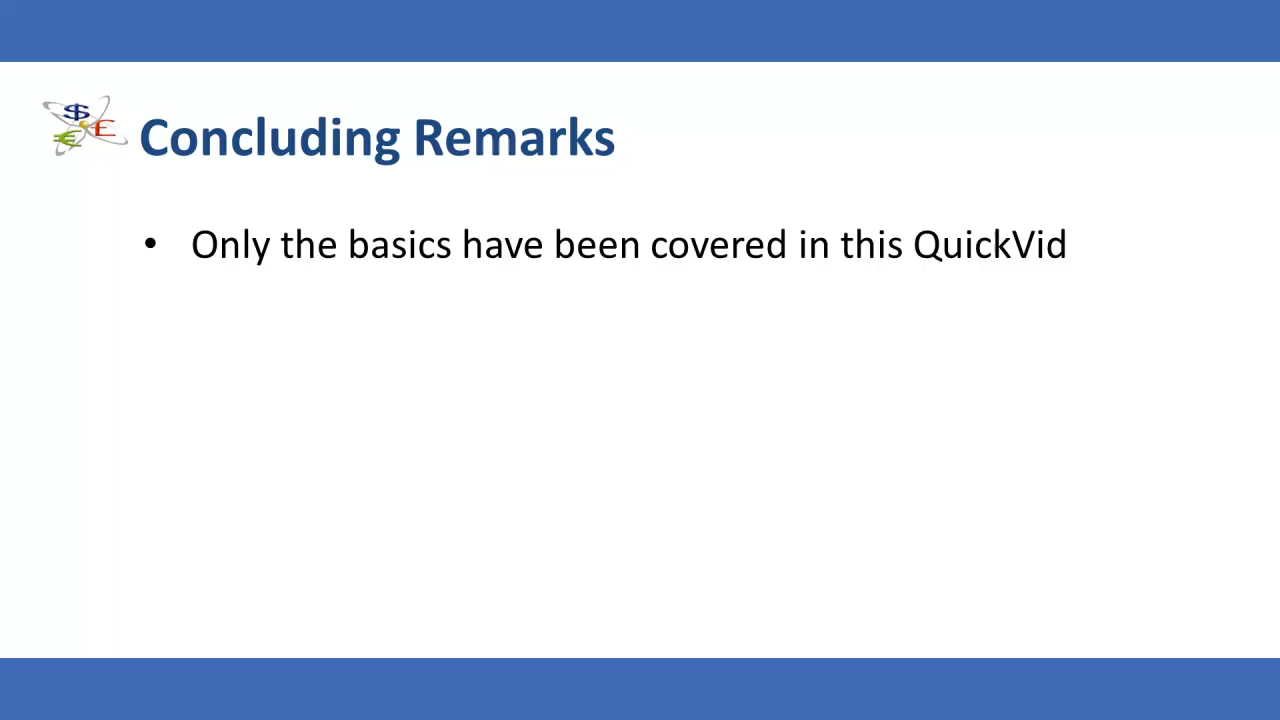 $
€ £
Concluding Remarks
• Only the basics have been covered in this QuickVid